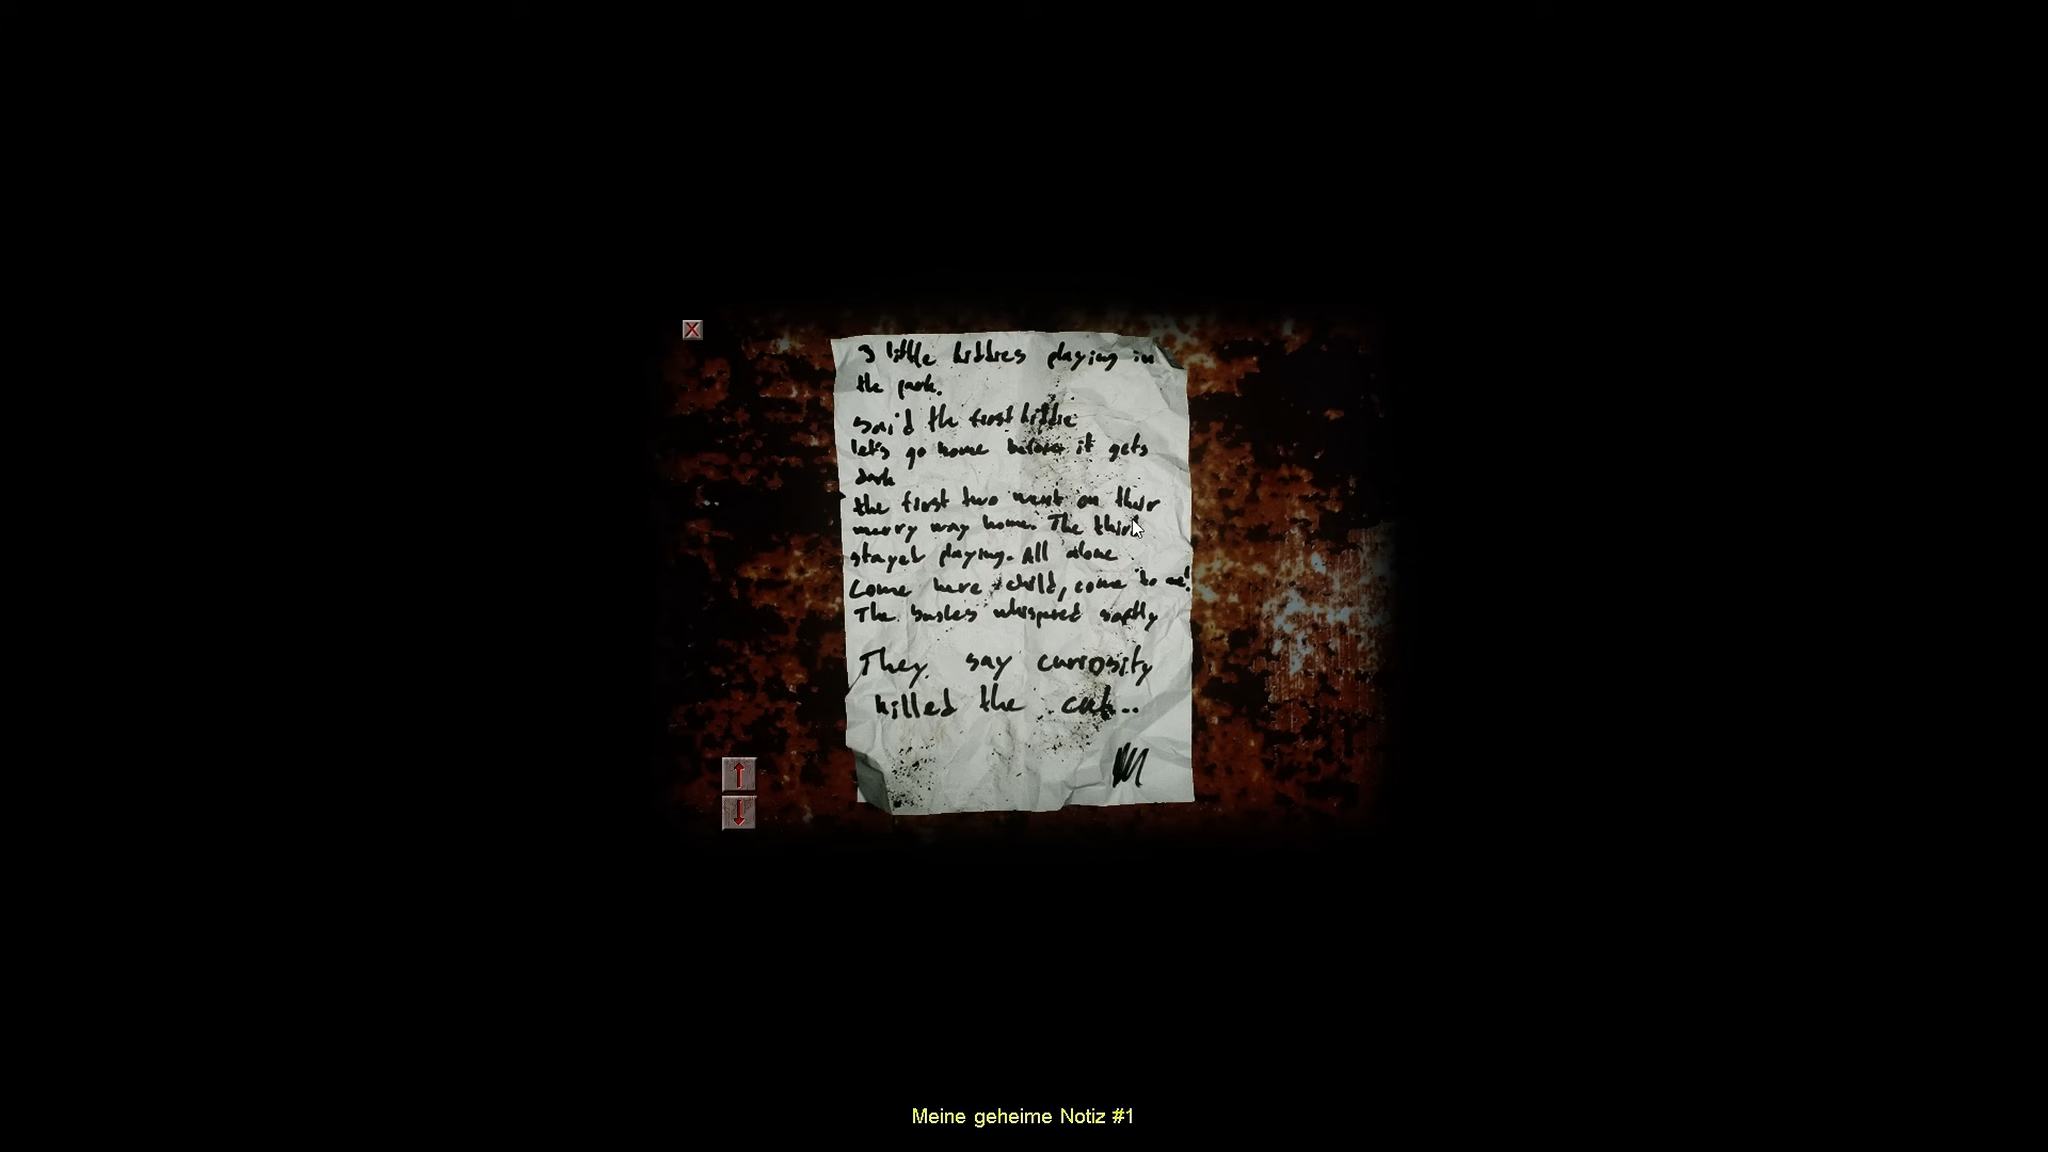 3 little kiddies playing in
the park.
said the first kiddie
let's go home before it gets
dark
the first two went on their
merry way home. The third
stayed playing. All alone
Come here child, come to me!
The bushes whispered softly
They say curiosity
killed the cat..
Meine geheime Notiz #1